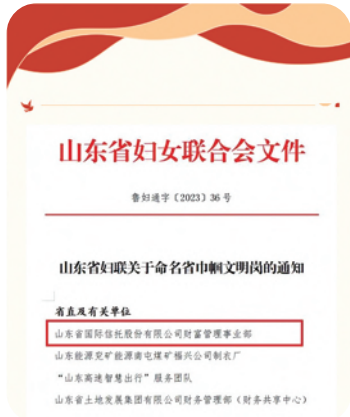 山东省妇女联合会文件
鲁妇通字〔2023〕36号
山东省妇联关于命名省巾帼文明岗的通知
省直及有关单位
山东省国际信托股份有限公司财富管理事业部
山东能源兖矿能源南屯煤矿福兴公司制衣厂
“山东高速智慧出行”服务团队
山东省土地发展集团有限公司财务管理部（财务共享中心）